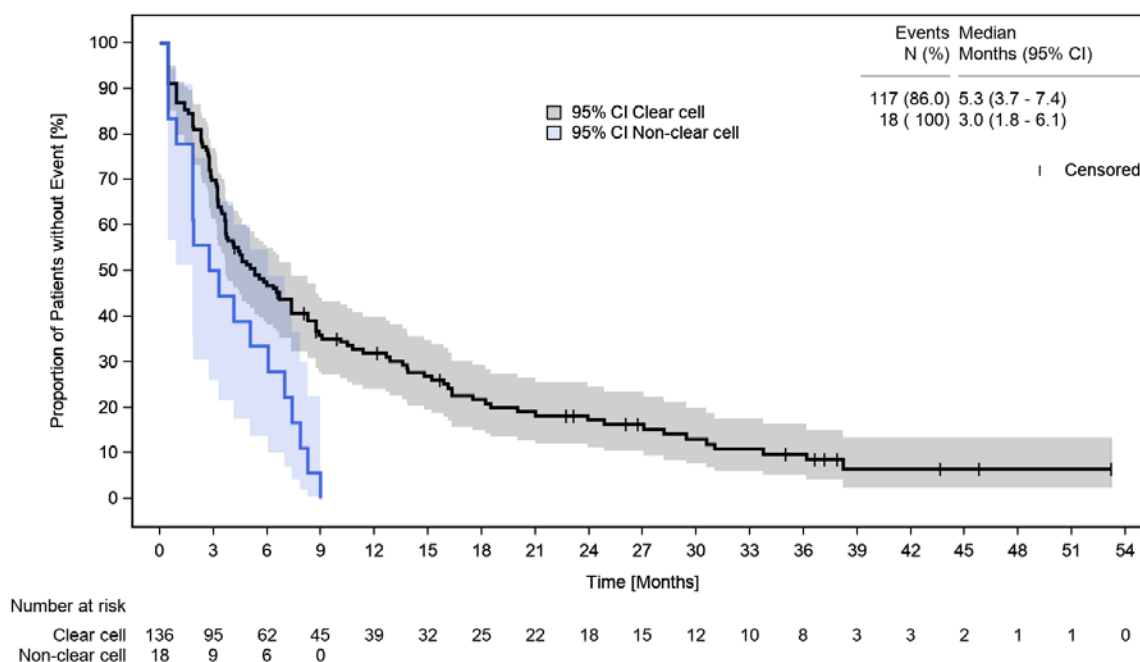 Events Median
N (%) Months (95% CI)
117 (86.0) 5.3 (3.7 - 7.4)
18 ( 100) 3.0 (1.8 - 6.1)
95% CI Clear cell
95% CI Non-clear cell
Censored
Proportion of Patients without Event [%]
100
90
80
70
60
50
40
30
20
10
0
0 3 6 9 12 15 18 21 24 27 30 33 36 39 42 45 48 51 54
Time [Months]
Number at risk
Clear cell 136 95 62 45 39 32 25 22 18 15 12 10 8 3 3 2 1 1 0
Non-clear cell 18 9 6 0